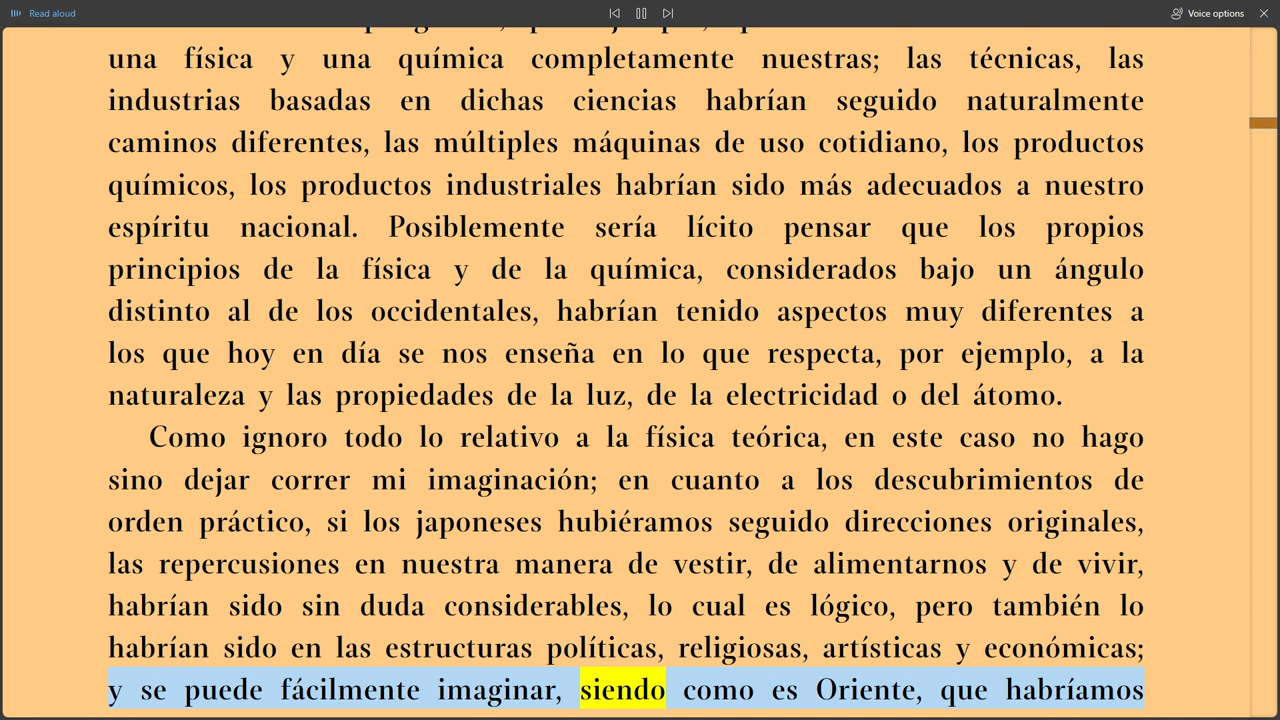 Read aloud
Voice options
una física y una química completamente nuestras; las técnicas, las
industrias basadas en dichas ciencias habrían seguido naturalmente
caminos diferentes, las múltiples máquinas de uso cotidiano, los productos
químicos, los productos industriales habrían sido más adecuados a nuestro
espíritu nacional. Posiblemente sería lícito pensar que los propios
principios de la física y de la química, considerados bajo un ángulo
distinto al de los occidentales, habrían tenido aspectos muy diferentes a
los que hoy en día se nos enseña en lo que respecta, por ejemplo, a la
naturaleza y las propiedades de la luz, de la electricidad o del átomo.
Como ignoro todo lo relativo a la física teórica, en este caso no hago
sino dejar correr mi imaginación; en cuanto a los descubrimientos de
orden práctico, si los japoneses hubiéramos seguido direcciones originales,
las repercusiones en nuestra manera de vestir, de alimentarnos y de vivir,
habrían sido sin duda considerables, lo cual es lógico, pero también lo
habrían sido en las estructuras políticas, religiosas, artísticas y económicas;
y se puede fácilmente imaginar, siendo como es Oriente, que habríamos